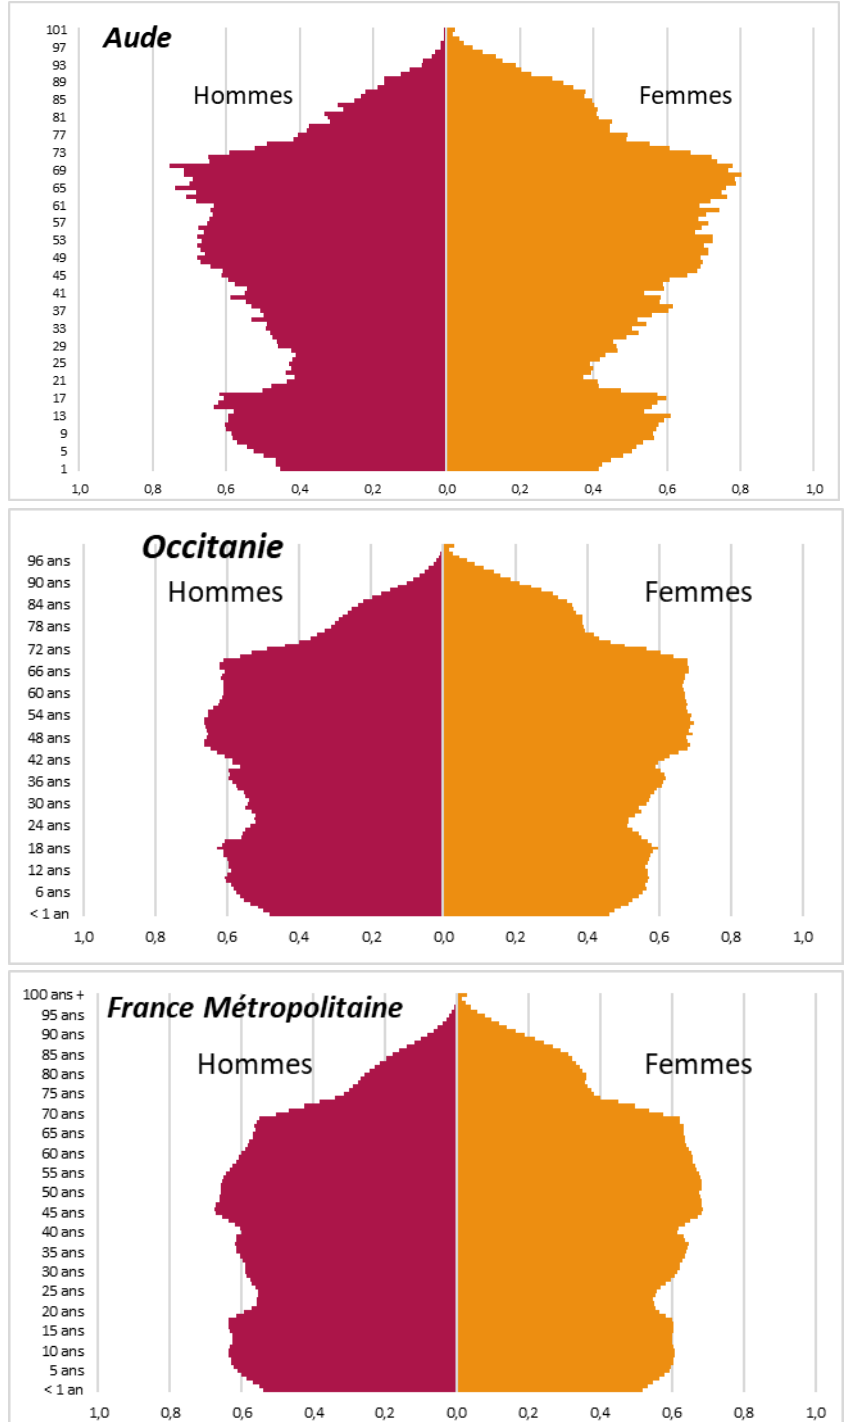 Aude
Hommes
Femmes
101
97
93
89
85
81
77
73
69
65
61
57
53
49
45
41
37
33
29
25
21
17
13
9
5
1
1,0 0,8 0,6 0,4 0,2 0,0 0,2 0,4 0,6 0,8 1,0
Occitanie
Hommes
Femmes
96 ans
90 ans
84 ans
78 ans
72 ans
66 ans
60 ans
54 ans
48 ans
42 ans
36 ans
30 ans
24 ans
18 ans
12 ans
6 ans
< 1 an
1,0 0,8 0,6 0,4 0,2 0,0 0,2 0,4 0,6 0,8 1,0
France Métropolitaine
Hommes
Femmes
100 ans +
95 ans
90 ans
85 ans
80 ans
75 ans
70 ans
65 ans
60 ans
55 ans
50 ans
45 ans
40 ans
35 ans
30 ans
25 ans
20 ans
15 ans
10 ans
5 ans
< 1 an
1,0 0,8 0,6 0,4 0,2 0,0 0,2 0,4 0,6 0,8 1,0